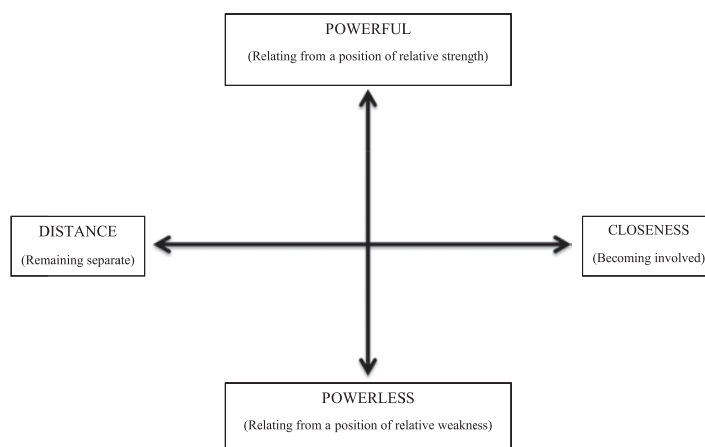 POWERFUL
(Relating from a position of relative strength)
DISTANCE
(Remaining separate)
CLOSENESS
(Becoming involved)
POWERLESS
(Relating from a position of relative weakness)